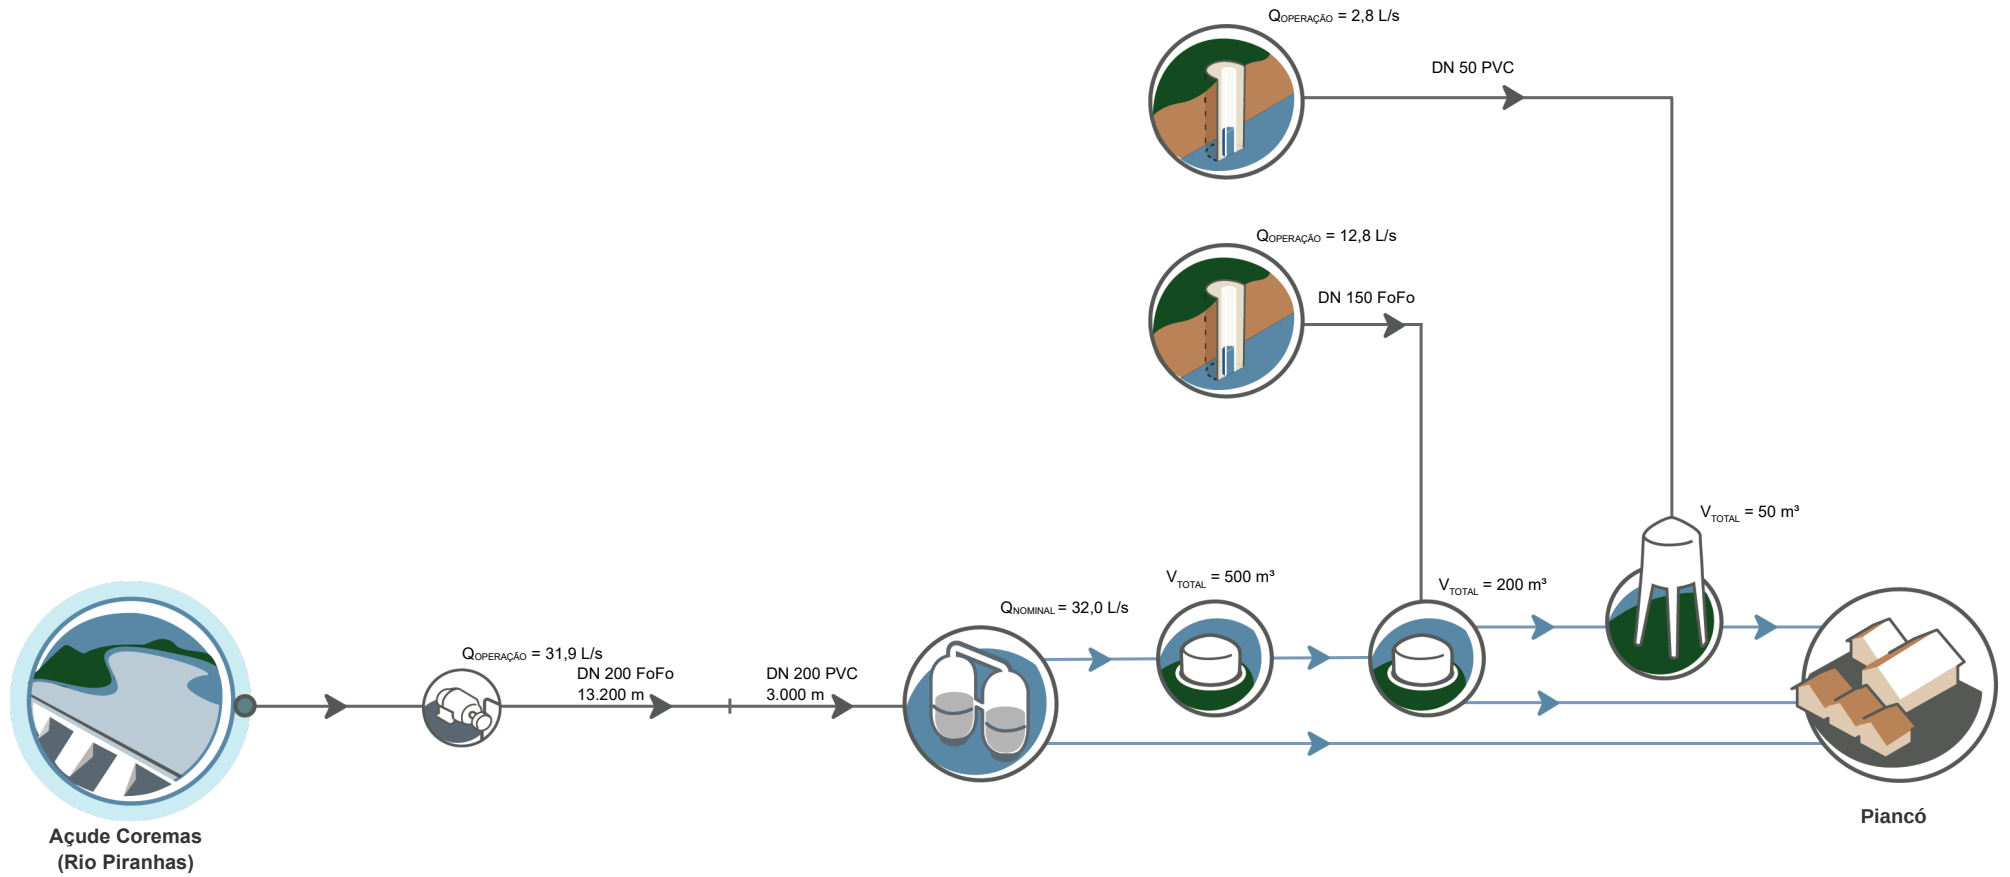 QOPERAÇÃO = 2,8 L/s
DN 50 PVC
QOPERAÇÃO = 12,8 L/s
DN 150 FoFo
VTOTAL = 50 m³
VTOTAL = 500 m³
VTOTAL = 200 m³
QNOMINAL = 32,0 L/s
QOPERAÇÃO = 31,9 L/s
DN 200 FoFo
13.200 m
DN 200 PVC
3.000 m
Açude Coremas
(Rio Piranhas)
Piancó